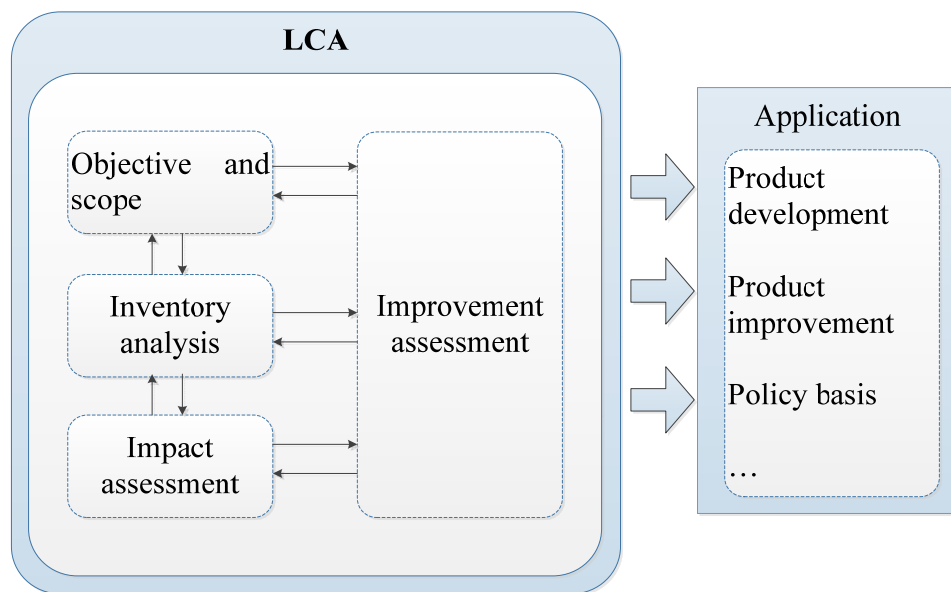 LCA
Objective and
scope
Inventory
analysis
Impact
assessment
Improvement
assessment
Application
Product
development
Product
improvement
Policy basis
…